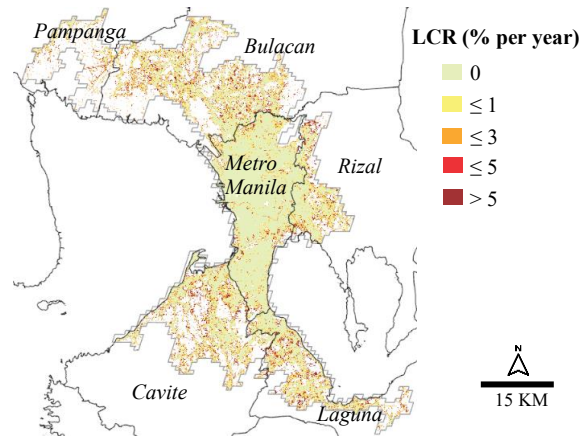 Pampanga
Bulacan
Metro
Manila
Rizal
Cavite
Laguna
LCR (% per year)
0
≤ 1
≤ 3
≤ 5
> 5
N
15 KM